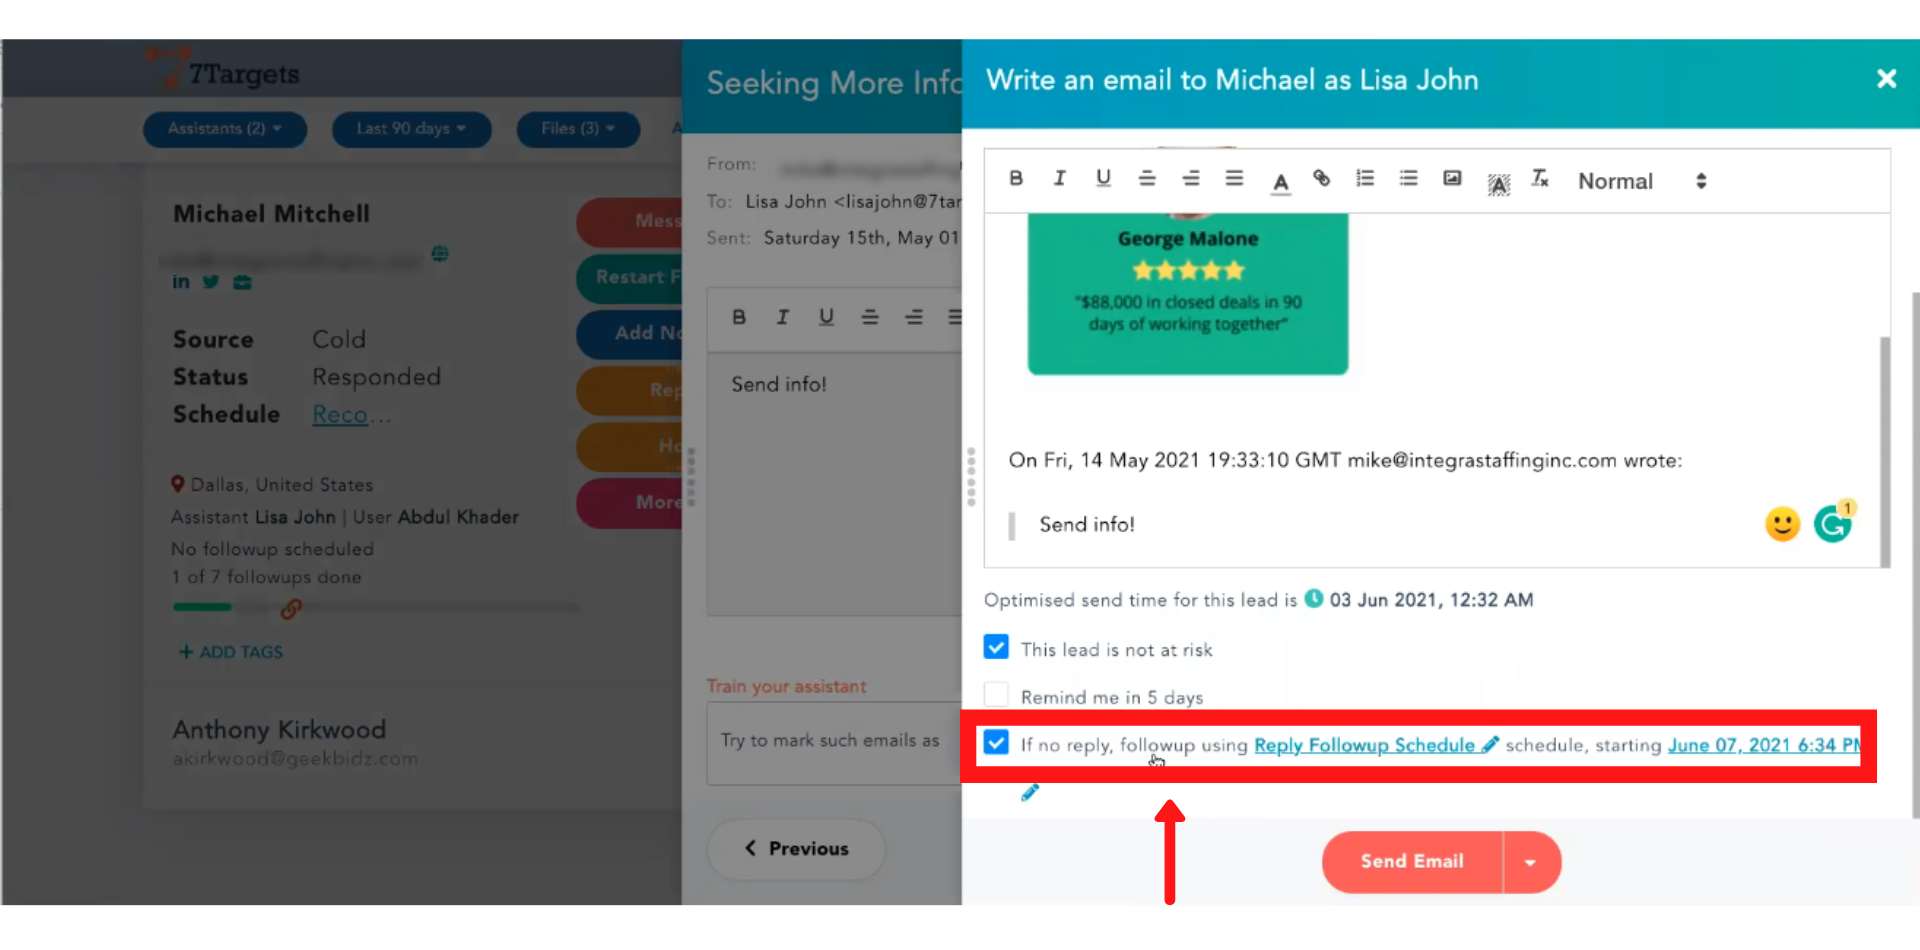 7Targets
Assistants (2)
Last 90 days
Files (3)
A
Michael Mitchell
Source Cold
Status Responded
Schedule Reco...
Dallas, United States
Assistant Lisa John | User Abdul Khader
No followup scheduled
1 of 7 followups done
+ ADD TAGS
Anthony Kirkwood
akirkwood@geekbidz.com
Mess
Restart F
Add No
Rep
Ho
More
Seeking More Info
From:
To: Lisa John <lisajohn@7tar
Sent: Saturday 15th, May 01
B I U
Send info!
Train your assistant
Try to mark such emails as
Previous
Write an email to Michael as Lisa John
B I U A A Tx Normal
George Malone
"$88,000 in closed deals in 90
days of working together"
On Fri, 14 May 2021 19:33:10 GMT mike@integrastaffinginc.com wrote:
Send info!
1
Optimised send time for this lead is 03 Jun 2021, 12:32 AM
This lead is not at risk
Remind me in 5 days
If no reply, followup using Reply Followup Schedule schedule, starting June 07, 2021 6:34 PM
Send Email